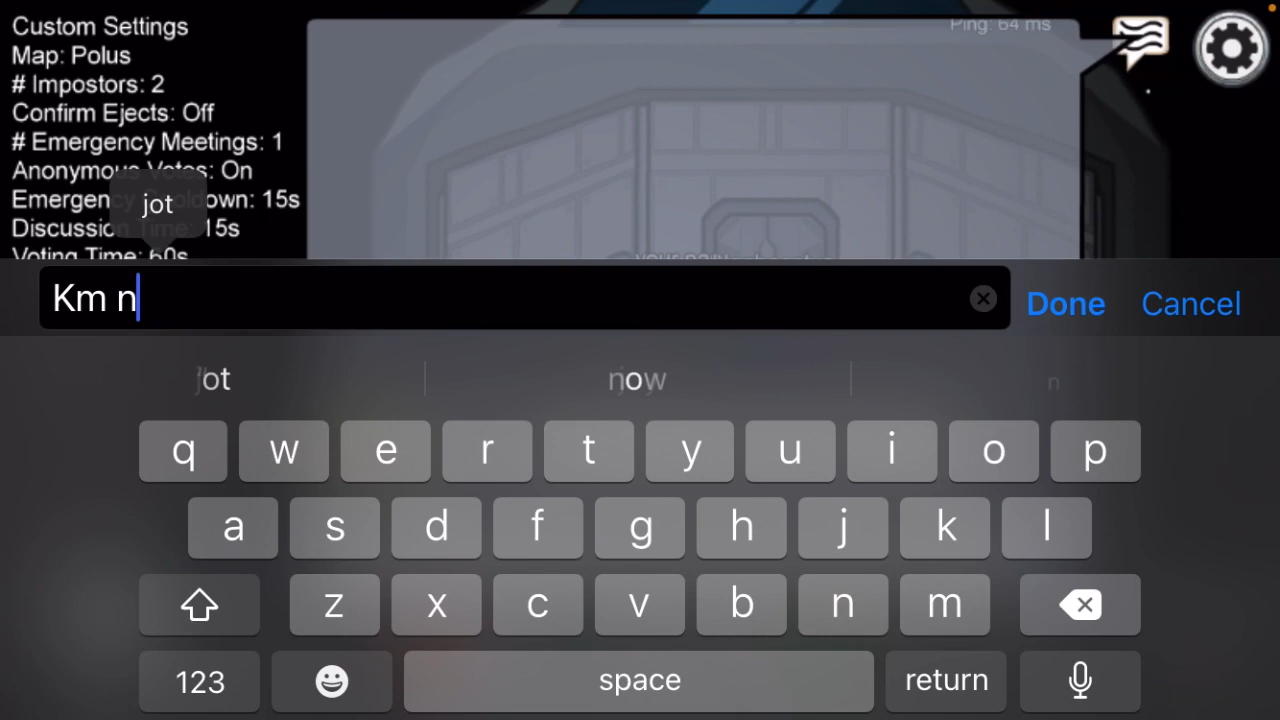 Custom Settings
Ping: 64 ms
Map: Polus
# Impostors: 2
Confirm Ejects: Off
# Emergency Meetings: 1
Anonymous Votes: On
Emergency Cooldown: 15s
jot
Discussion Time: 15s
Voting Time: 60s
Km n
Done
Cancel
now
n
q w e r t y u i o p
a s d f g h j k l
z x c v b n m
123
space
return